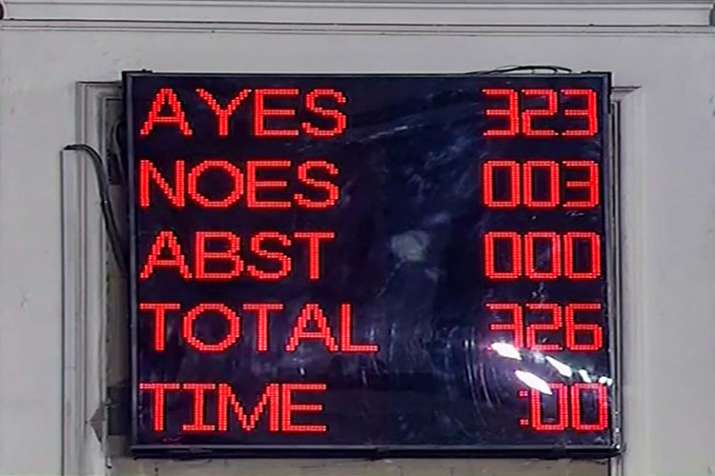 AYES 323
NOES 003
ABST 000
TOTAL 326
TIME :00